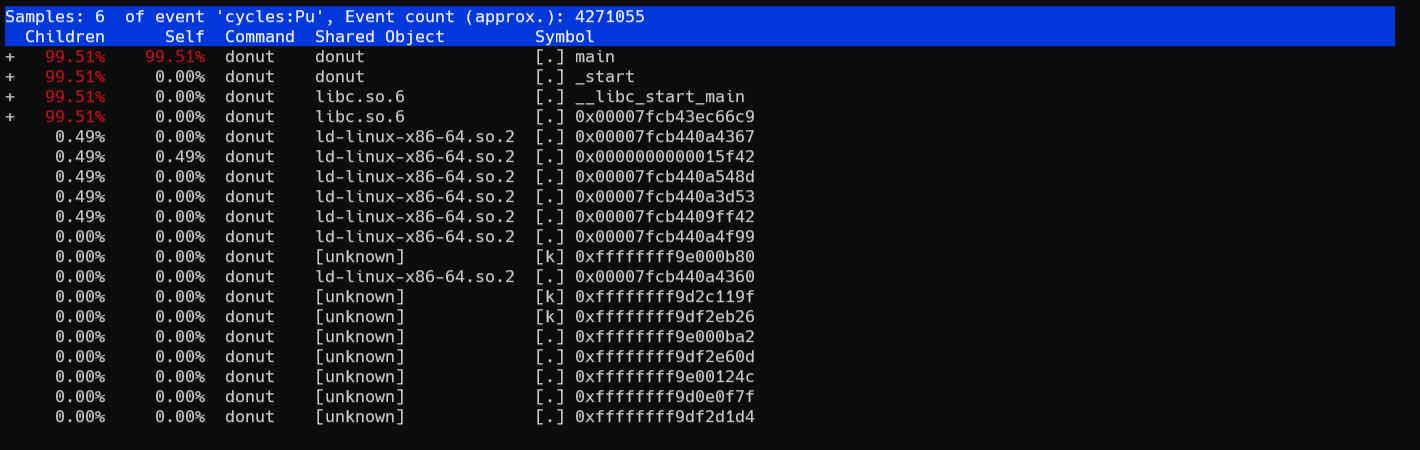 Samples: 6  of event 'cycles:Pu', Event count (approx.): 4271055
  Children      Self  Command  Shared Object         Symbol
+   99.51%    99.51%  donut    donut                 [.] main
+   99.51%     0.00%  donut    donut                 [.] _start
+   99.51%     0.00%  donut    libc.so.6             [.] __libc_start_main
+   99.51%     0.00%  donut    libc.so.6             [.] 0x00007fcb43ec66c9
     0.49%     0.00%  donut    ld-linux-x86-64.so.2  [.] 0x00007fcb440a4367
     0.49%     0.49%  donut    ld-linux-x86-64.so.2  [.] 0x0000000000015f42
     0.49%     0.00%  donut    ld-linux-x86-64.so.2  [.] 0x00007fcb440a548d
     0.49%     0.00%  donut    ld-linux-x86-64.so.2  [.] 0x00007fcb440a3d53
     0.49%     0.00%  donut    ld-linux-x86-64.so.2  [.] 0x00007fcb4409ff42
     0.00%     0.00%  donut    ld-linux-x86-64.so.2  [.] 0x00007fcb440a4f99
     0.00%     0.00%  donut    [unknown]             [k] 0xffffffff9e000b80
     0.00%     0.00%  donut    ld-linux-x86-64.so.2  [.] 0x00007fcb440a4360
     0.00%     0.00%  donut    [unknown]             [k] 0xffffffff9d2c119f
     0.00%     0.00%  donut    [unknown]             [k] 0xffffffff9df2eb26
     0.00%     0.00%  donut    [unknown]             [.] 0xffffffff9e000ba2
     0.00%     0.00%  donut    [unknown]             [.] 0xffffffff9df2e60d
     0.00%     0.00%  donut    [unknown]             [.] 0xffffffff9e00124c
     0.00%     0.00%  donut    [unknown]             [.] 0xffffffff9d0e0f7f
     0.00%     0.00%  donut    [unknown]             [.] 0xffffffff9df2d1d4